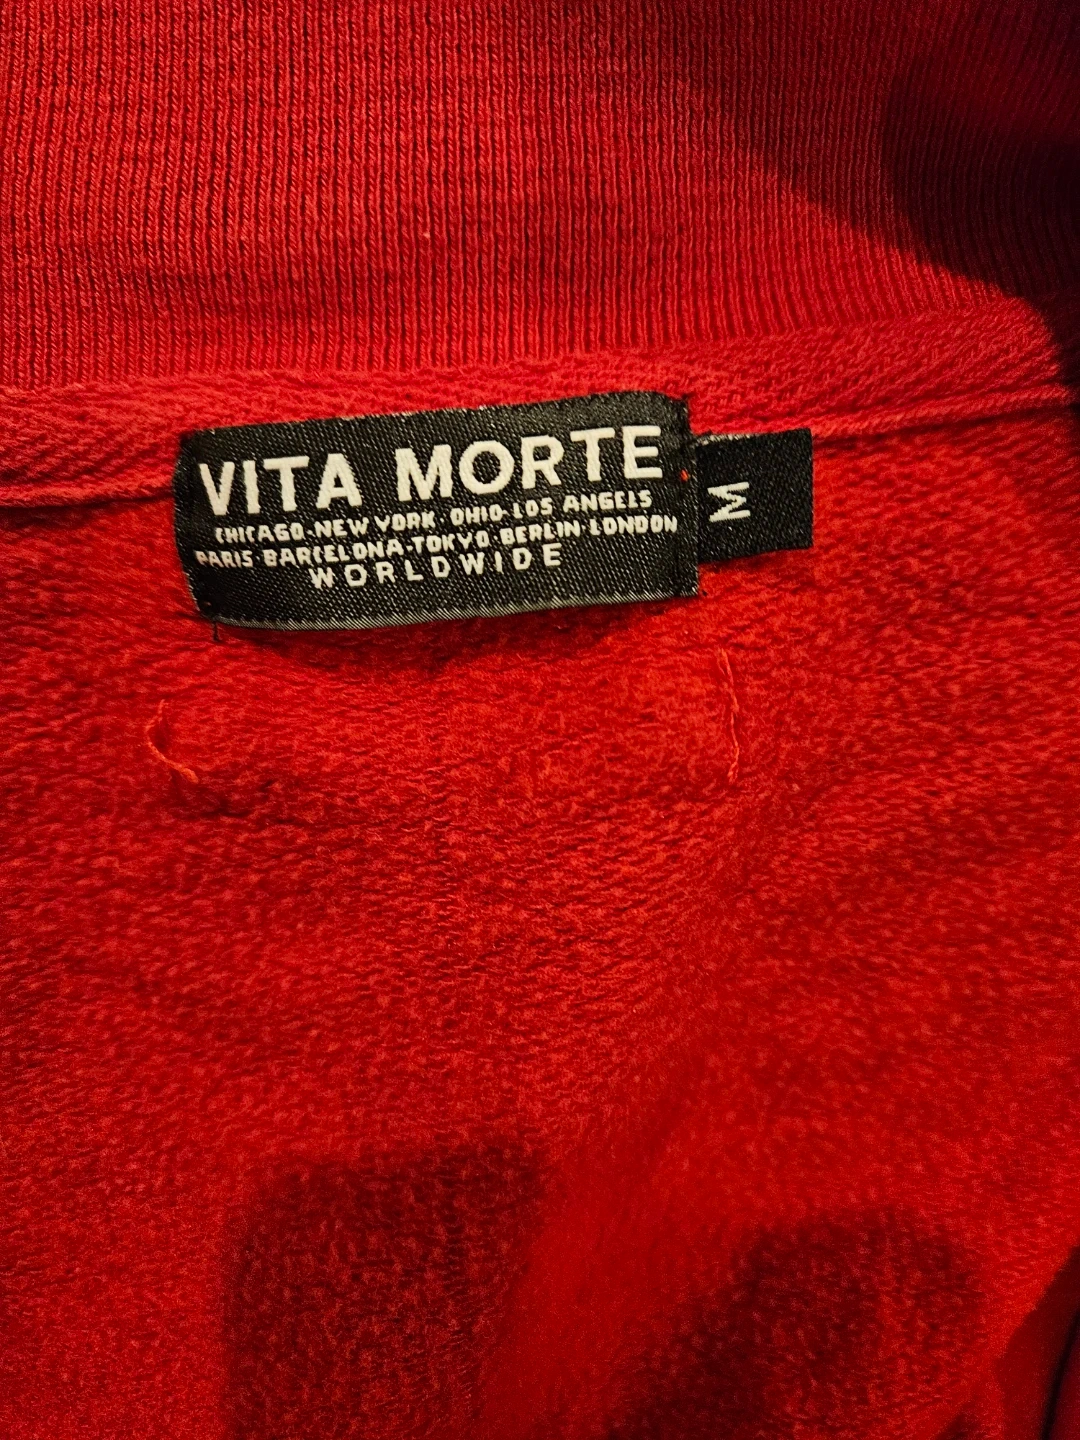 VITA MORTE
CHICAGO·NEW YORK·OHIO·LOS ANGELS
PARIS·BARCELONA·TOKYO·BERLIN·LONDON
WORLDWIDE
M